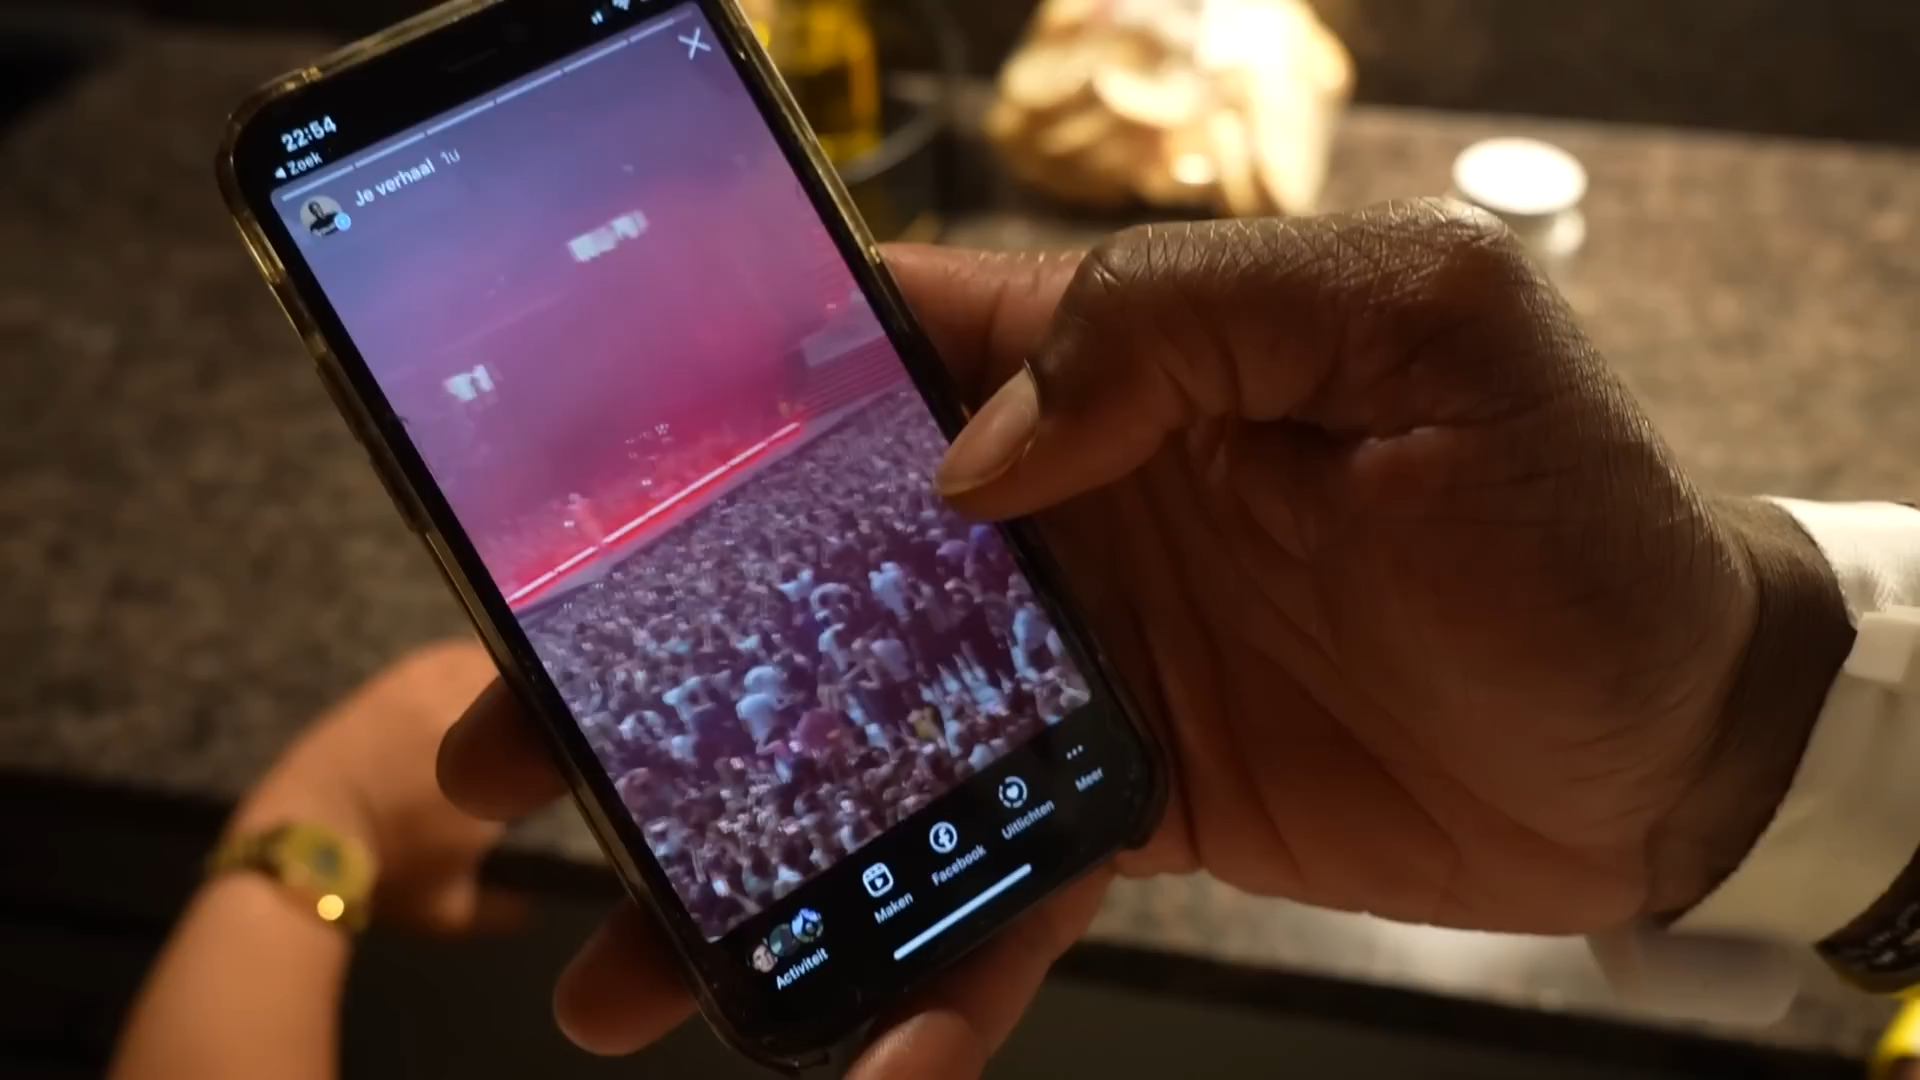 22:54
◀ Zoek
Je verhaal 1u
Activiteit
Maken
Facebook
Uitlichten
Meer